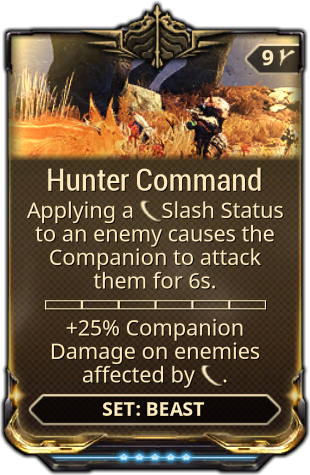 9
Hunter Command
Applying a Slash Status
to an enemy causes the
Companion to attack
them for 6s.
+25% Companion
Damage on enemies
affected by .
SET: BEAST